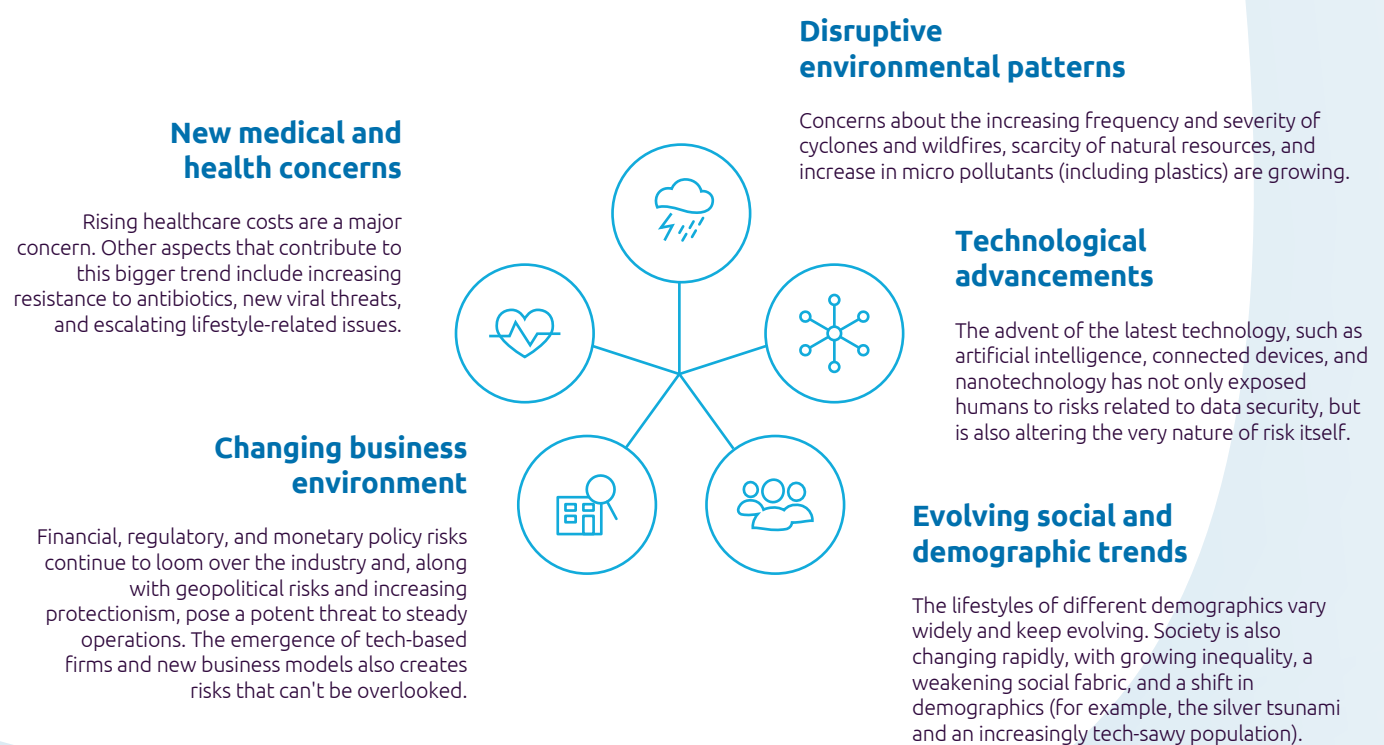 Disruptive
environmental patterns
Concerns about the increasing frequency and severity of
cyclones and wildfires, scarcity of natural resources, and
increase in micro pollutants (including plastics) are growing.
New medical and
health concerns
Rising healthcare costs are a major
concern. Other aspects that contribute to
this bigger trend include increasing
resistance to antibiotics, new viral threats,
and escalating lifestyle-related issues.
Technological
advancements
The advent of the latest technology, such as
artificial intelligence, connected devices, and
nanotechnology has not only exposed
humans to risks related to data security, but
is also altering the very nature of risk itself.
Changing business
environment
Financial, regulatory, and monetary policy risks
continue to loom over the industry and, along
with geopolitical risks and increasing
protectionism, pose a potent threat to steady
operations. The emergence of tech-based
firms and new business models also creates
risks that can't be overlooked.
Evolving social and
demographic trends
The lifestyles of different demographics vary
widely and keep evolving. Society is also
changing rapidly, with growing inequality, a
weakening social fabric, and a shift in
demographics (for example, the silver tsunami
and an increasingly tech-sawy population).